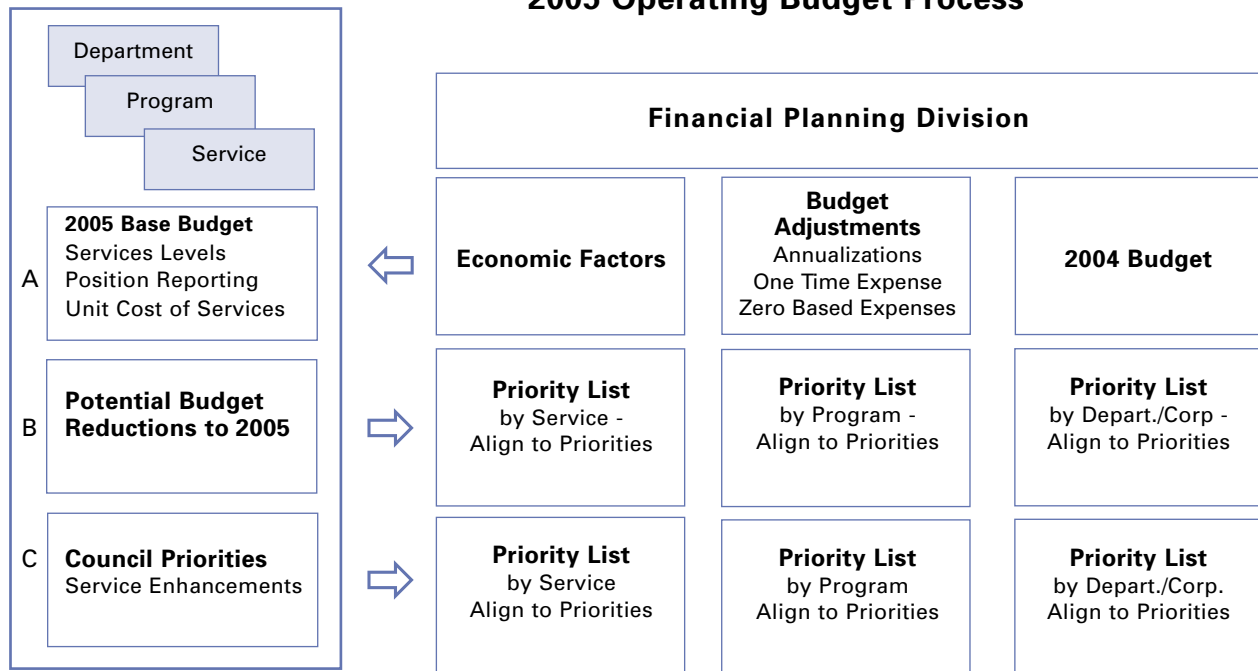 2005 Operating Budget Process
Department
Program
Service
Financial Planning Division
A
2005 Base Budget
Services Levels
Position Reporting
Unit Cost of Services
Economic Factors
Budget
Adjustments
Annualizations
One Time Expense
Zero Based Expenses
2004 Budget
B
Potential Budget
Reductions to 2005
Priority List
by Service -
Align to Priorities
Priority List
by Program -
Align to Priorities
Priority List
by Depart./Corp -
Align to Priorities
C
Council Priorities
Service Enhancements
Priority List
by Service
Align to Priorities
Priority List
by Program
Align to Priorities
Priority List
by Depart./Corp.
Align to Priorities